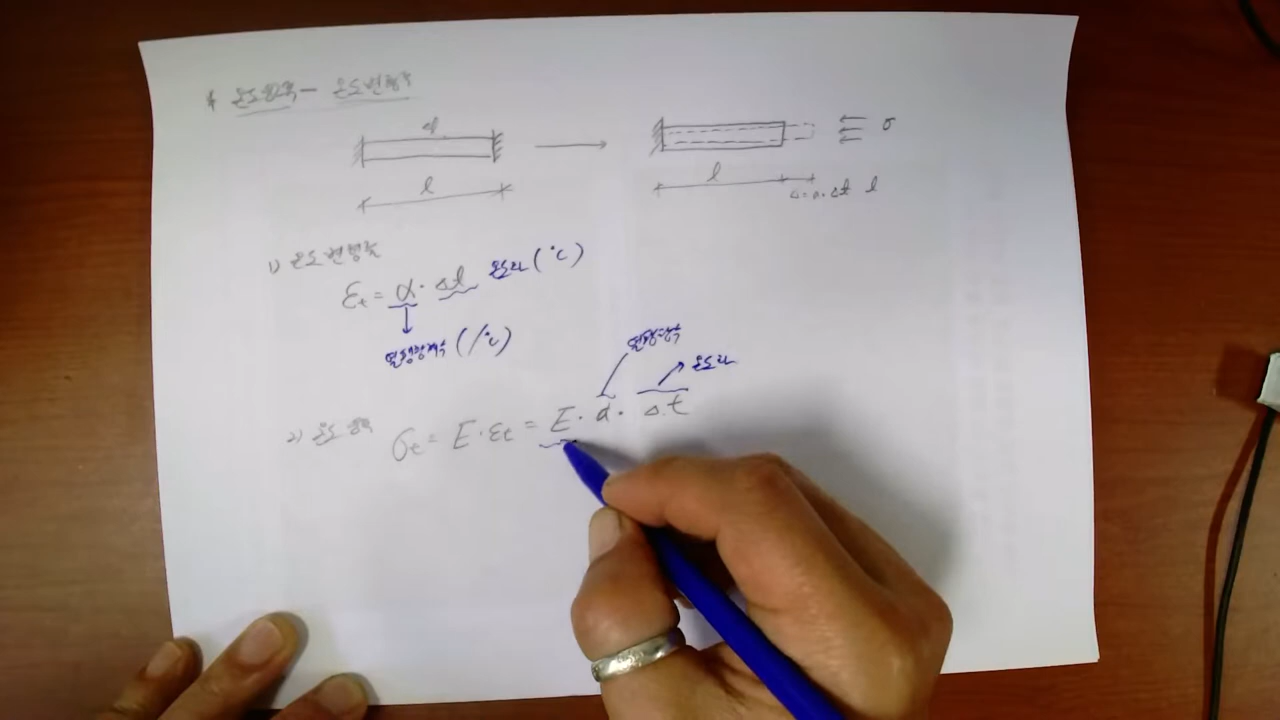 * 온도응력 — 온도변형률
α
l
σ
l
Δ = α · Δt l
1) 온도변형률
εt = α · Δt 온도차 (℃)
열팽창계수 (/℃)
열팽창계수
온도차
2) 온도응력 σt = E · εt = E · α · Δt